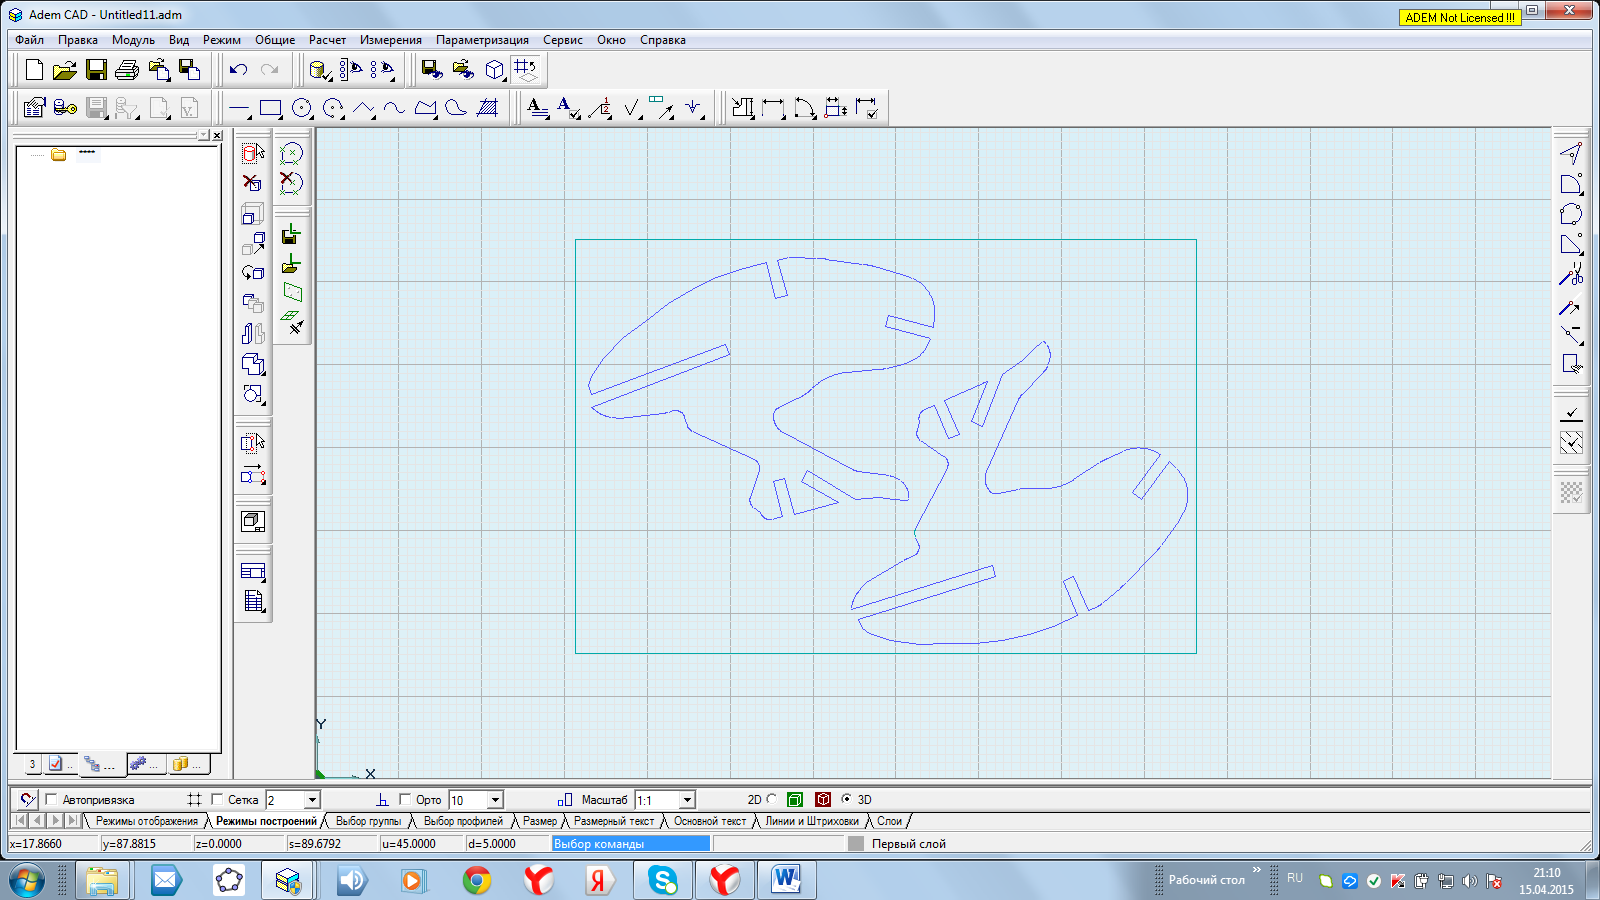 Adem CAD - Untitled11.adm
ADEM Not Licensed !!!
Файл Правка Модуль Вид Режим Общие Расчет Измерения Параметризация Сервис Окно Справка
Y
X
3 .. ... ... ...
Автопривязка Сетка 2 Орто 10 Масштаб 1:1 2D 3D
Режимы отображения Режимы построений Выбор группы Выбор профилей Размер Размерный текст Основной текст Линии и Штриховки Слои
x=17.8660 y=87.8815 z=0.0000 s=89.6792 u=45.0000 d=5.0000 Выбор команды Первый слой
Рабочий стол » RU 21:10
15.04.2015